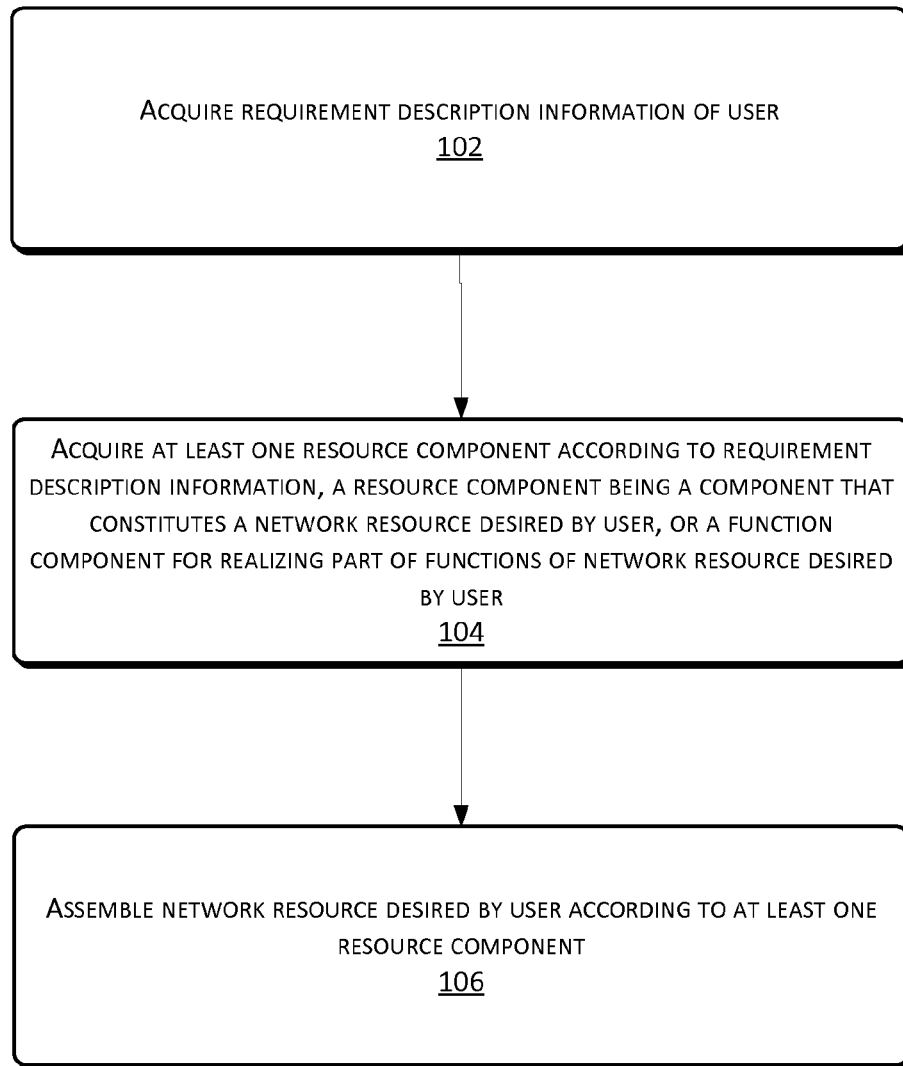 ACQUIRE REQUIREMENT DESCRIPTION INFORMATION OF USER
102
ACQUIRE AT LEAST ONE RESOURCE COMPONENT ACCORDING TO REQUIREMENT
DESCRIPTION INFORMATION, A RESOURCE COMPONENT BEING A COMPONENT THAT
CONSTITUTES A NETWORK RESOURCE DESIRED BY USER, OR A FUNCTION
COMPONENT FOR REALIZING PART OF FUNCTIONS OF NETWORK RESOURCE DESIRED
BY USER
104
ASSEMBLE NETWORK RESOURCE DESIRED BY USER ACCORDING TO AT LEAST ONE
RESOURCE COMPONENT
106